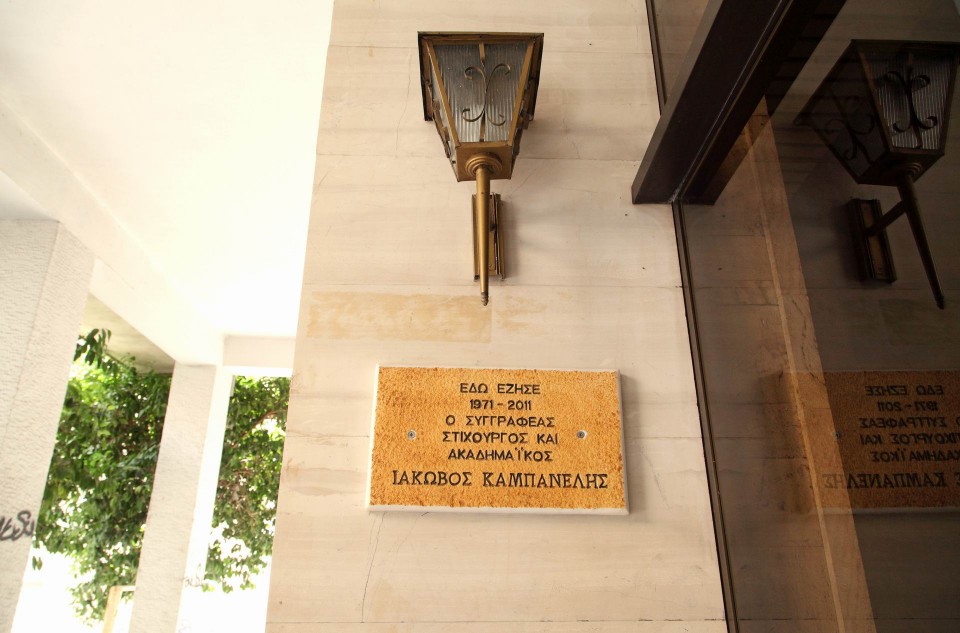 ΕΔΩ ΕΖΗΣΕ
1971 - 2011
Ο ΣΥΓΓΡΑΦΕΑΣ
ΣΤΙΧΟΥΡΓΟΣ ΚΑΙ
ΑΚΑΔΗΜΑΪΚΟΣ
ΙΑΚΩΒΟΣ ΚΑΜΠΑΝΕΛΗΣ